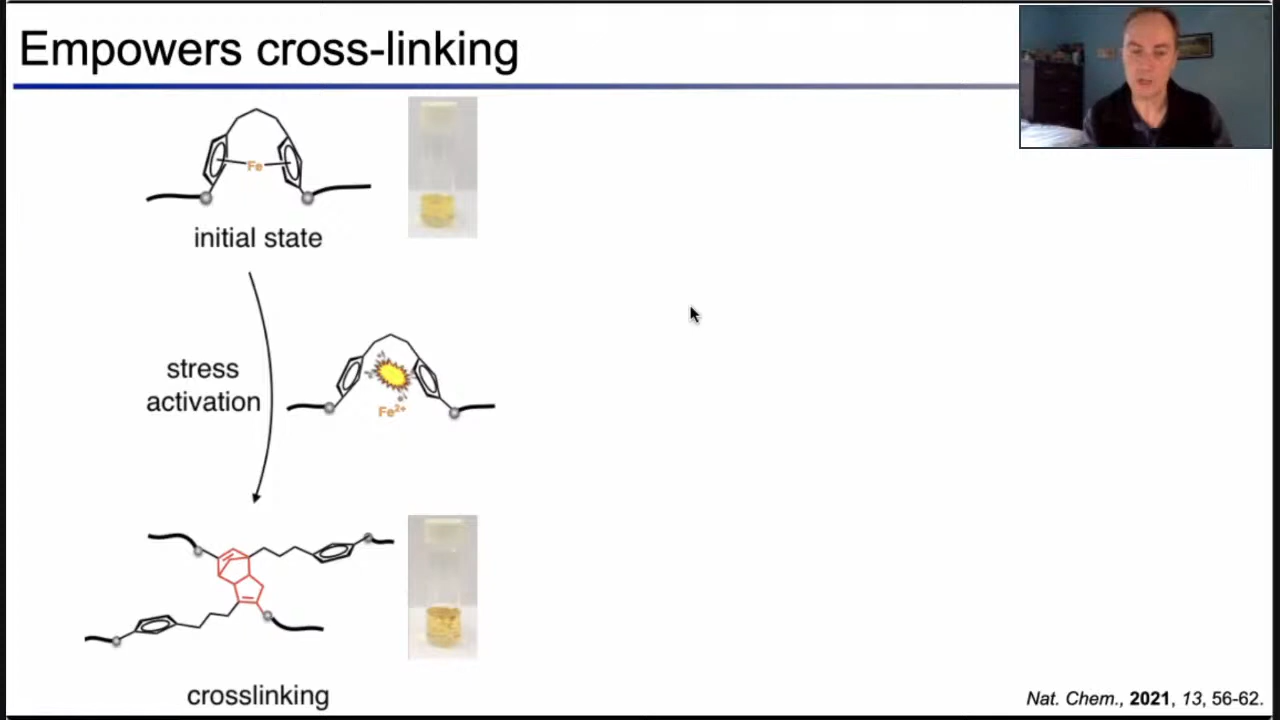 Empowers cross-linking
Fe
initial state
stress
activation
Fe²⁺
crosslinking
Nat. Chem., 2021, 13, 56-62.